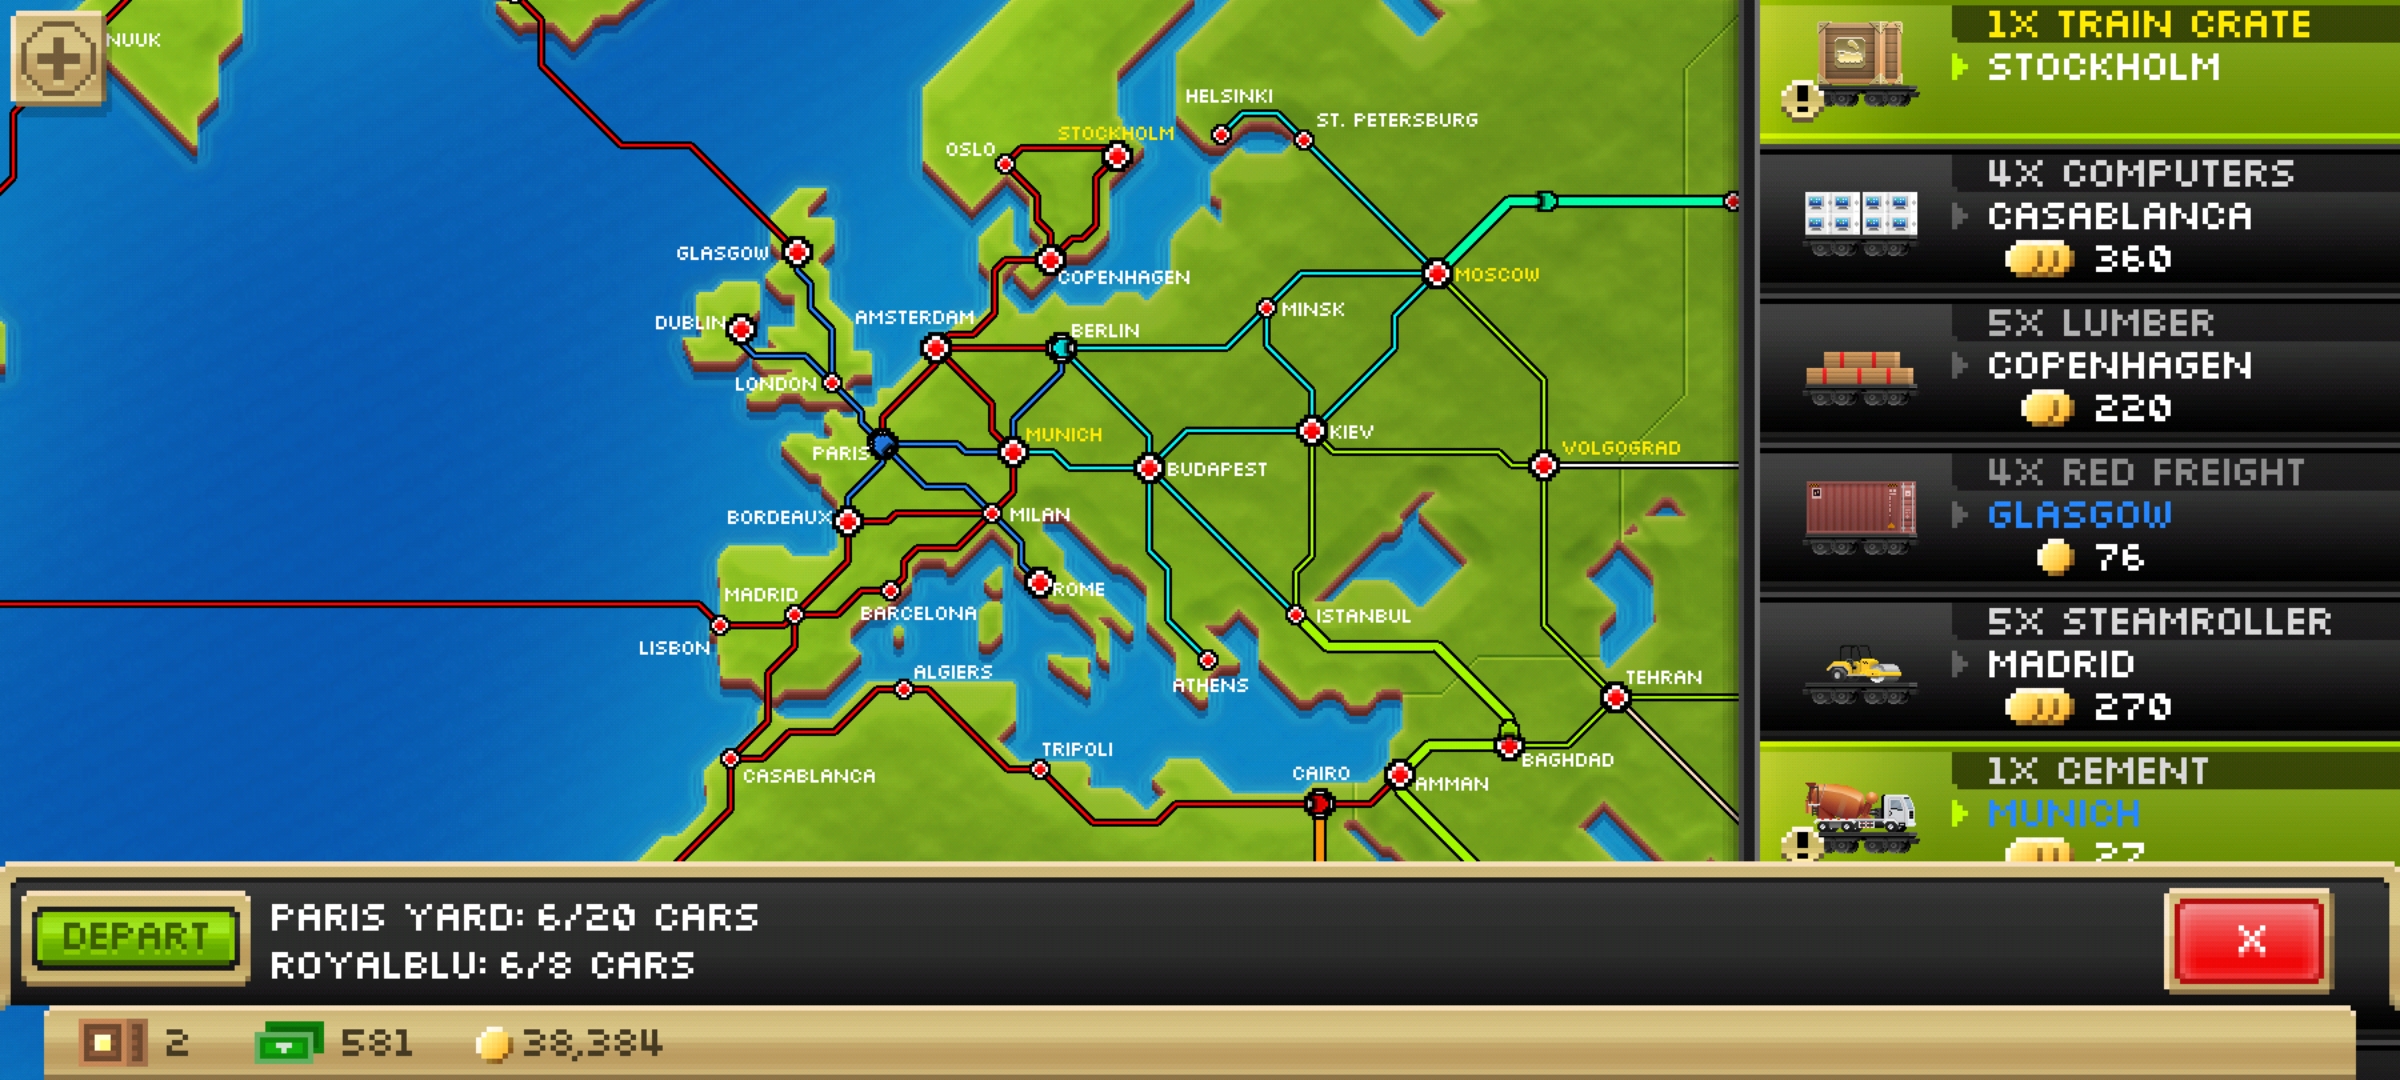 NUUK
HELSINKI
ST. PETERSBURG
STOCKHOLM
OSLO
GLASGOW
COPENHAGEN
MOSCOW
DUBLIN
AMSTERDAM
BERLIN
MINSK
LONDON
PARIS
MUNICH
KIEV
VOLGOGRAD
BUDAPEST
BORDEAUX
MILAN
MADRID
BARCELONA
ROME
ISTANBUL
LISBON
ALGIERS
ATHENS
TEHRAN
CASABLANCA
TRIPOLI
CAIRO
AMMAN
BAGHDAD
1X TRAIN CRATE
STOCKHOLM
4X COMPUTERS
CASABLANCA
360
5X LUMBER
COPENHAGEN
220
4X RED FREIGHT
GLASGOW
76
5X STEAMROLLER
MADRID
270
1X CEMENT
MUNICH
27
DEPART
PARIS YARD: 6/20 CARS
ROYALBLU: 6/8 CARS
X
2
581
38,384